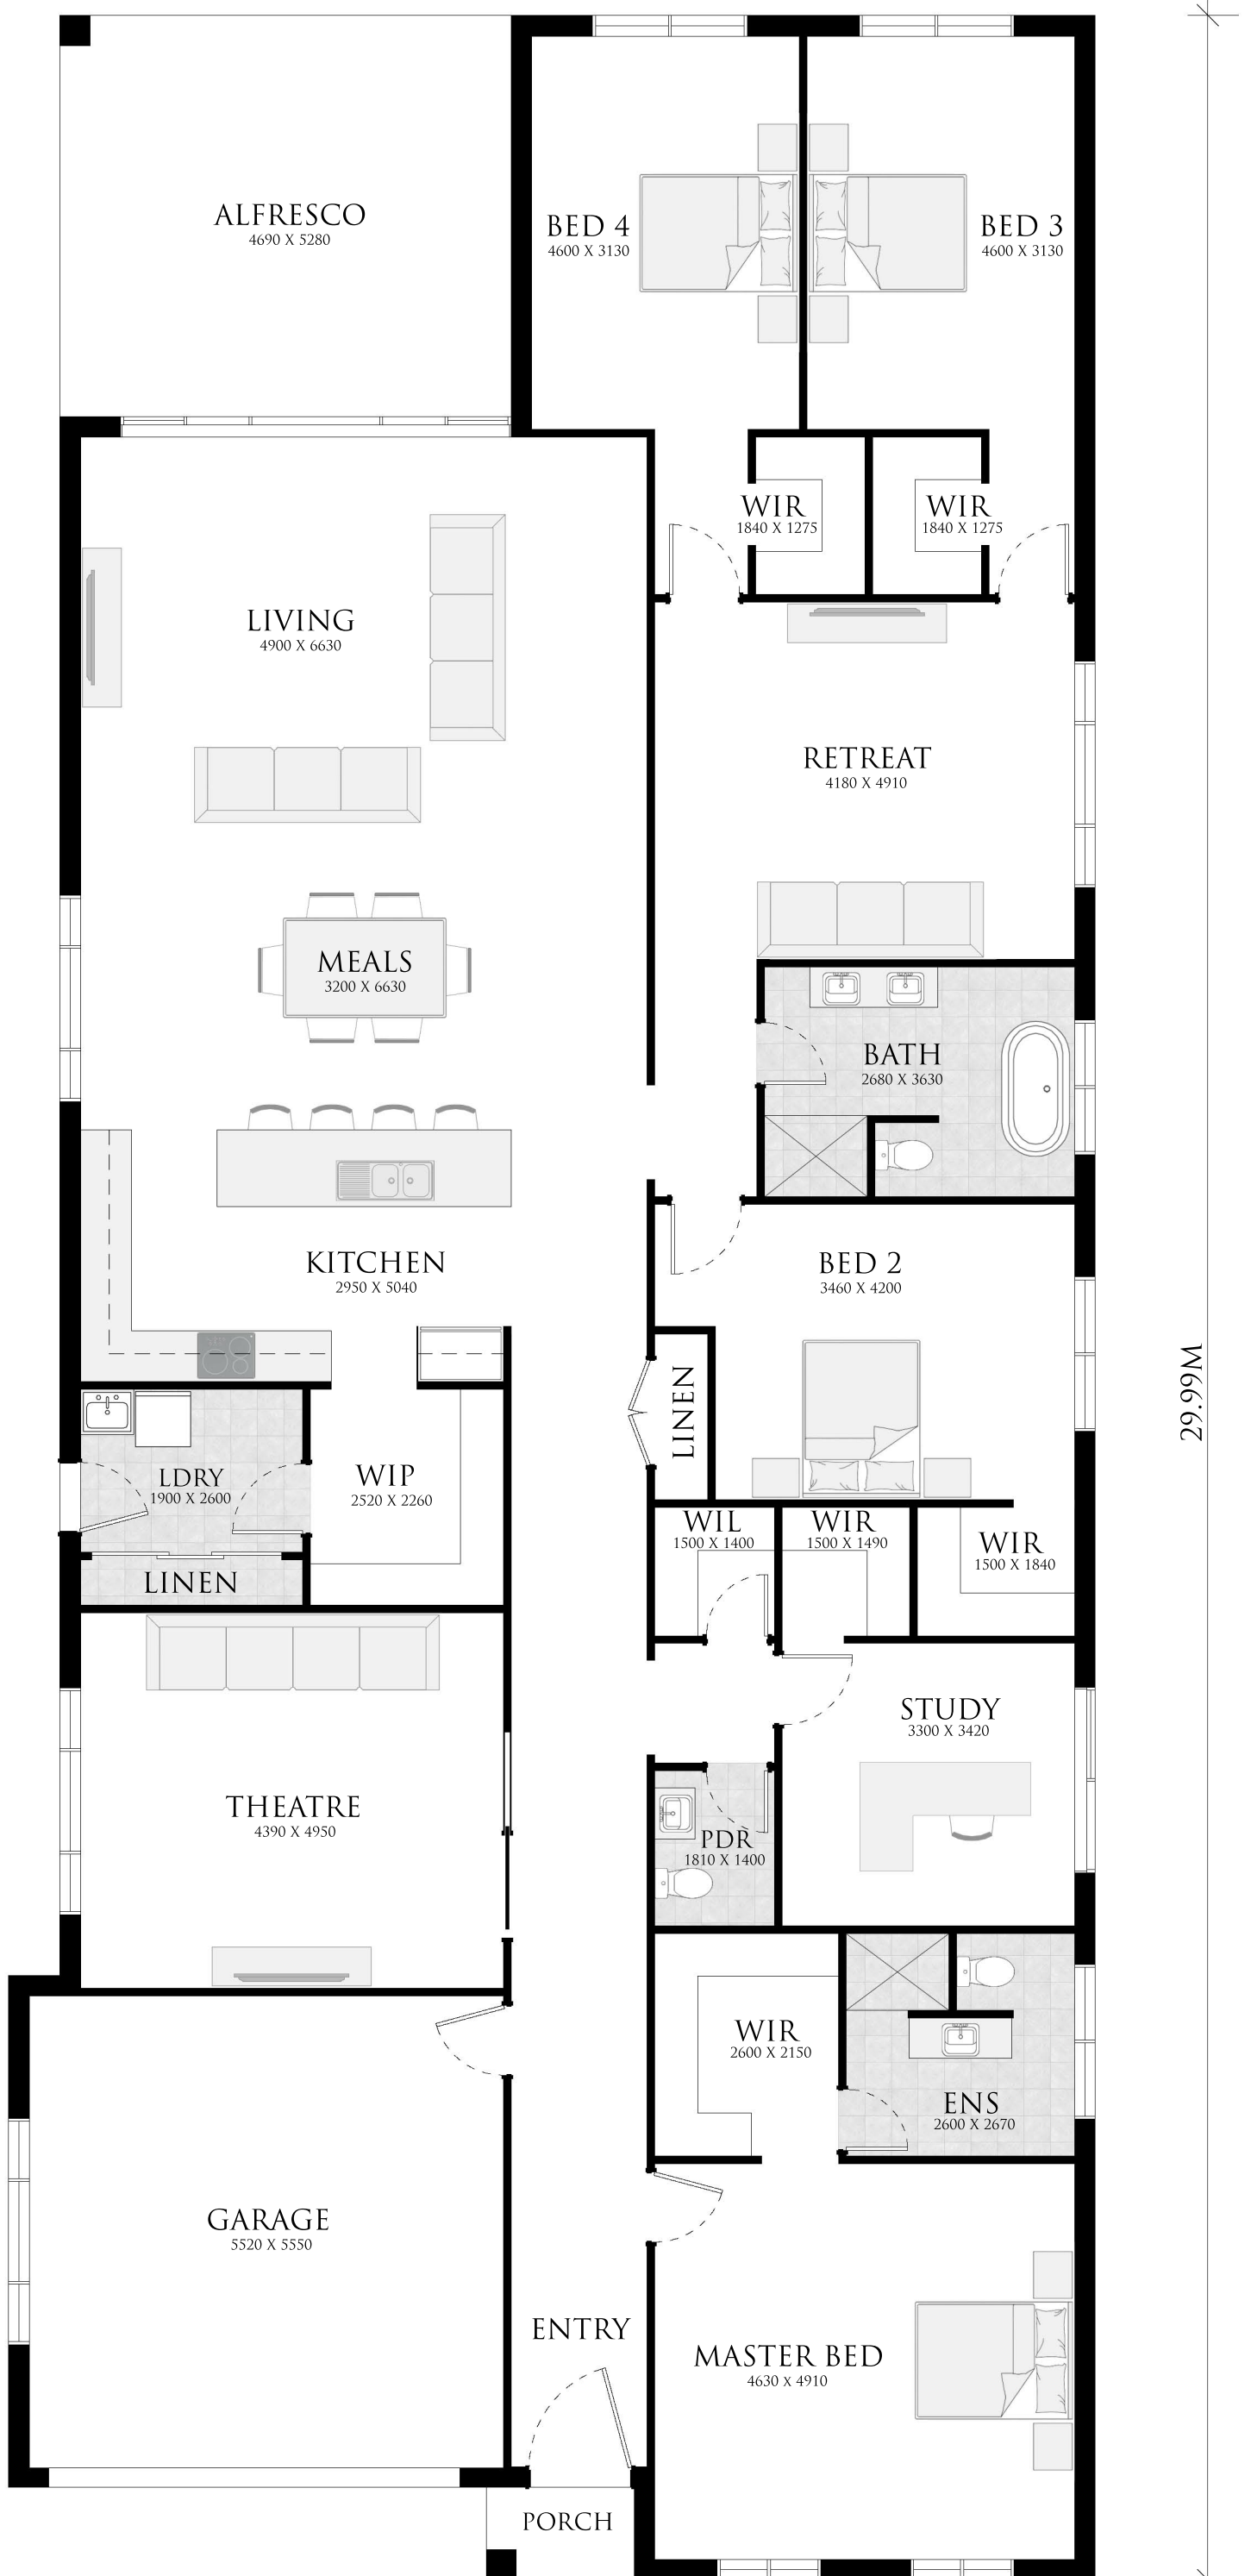 ALFRESCO
4690 X 5280
BED 4
4600 X 3130
BED 3
4600 X 3130
WIR
1840 X 1275
WIR
1840 X 1275
LIVING
4900 X 6630
RETREAT
4180 X 4910
MEALS
3200 X 6630
BATH
2680 X 3630
KITCHEN
2950 X 5040
BED 2
3460 X 4200
29.99M
LINEN
LDRY
1900 X 2600
WIP
2520 X 2260
LINEN
WIL
1500 X 1400
WIR
1500 X 1490
WIR
1500 X 1840
STUDY
3300 X 3420
THEATRE
4390 X 4950
PDR
1810 X 1400
WIR
2600 X 2150
ENS
2600 X 2670
GARAGE
5520 X 5550
ENTRY
MASTER BED
4630 X 4910
PORCH